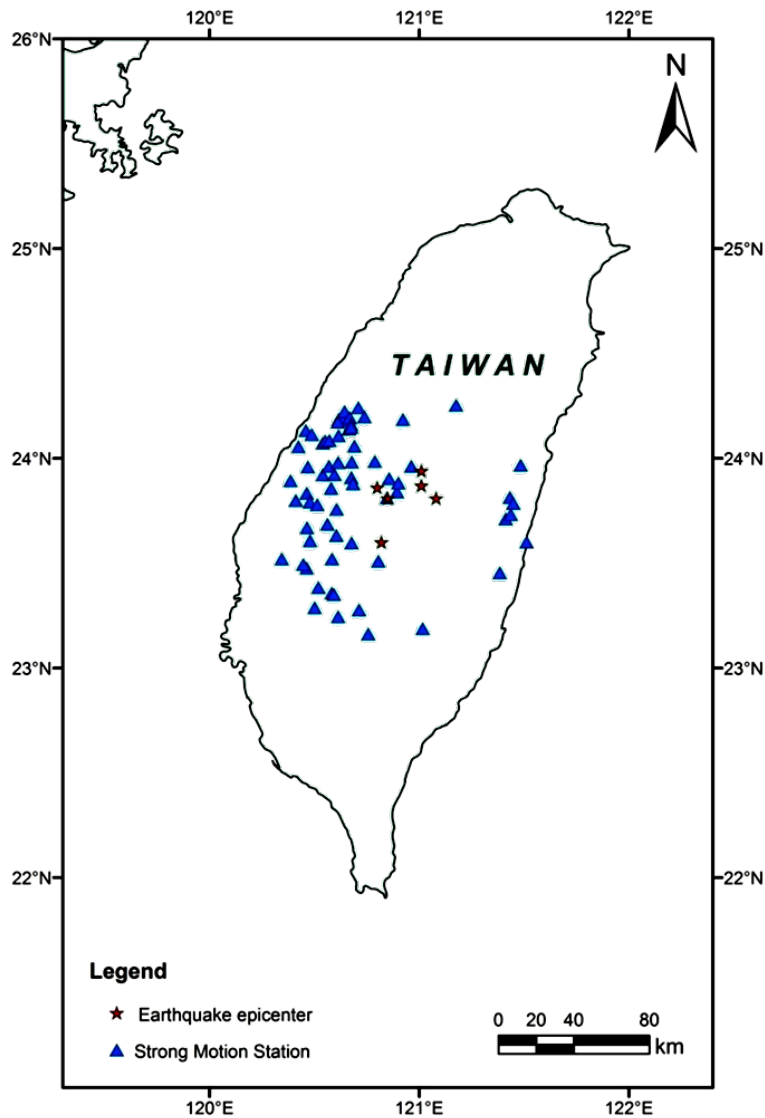 120°E 121°E 122°E
26°N
N
25°N 25°N
TAIWAN
24°N 24°N
23°N 23°N
22°N 22°N
Legend
Earthquake epicenter
Strong Motion Station
0 20 40 80
km
120°E 121°E 122°E